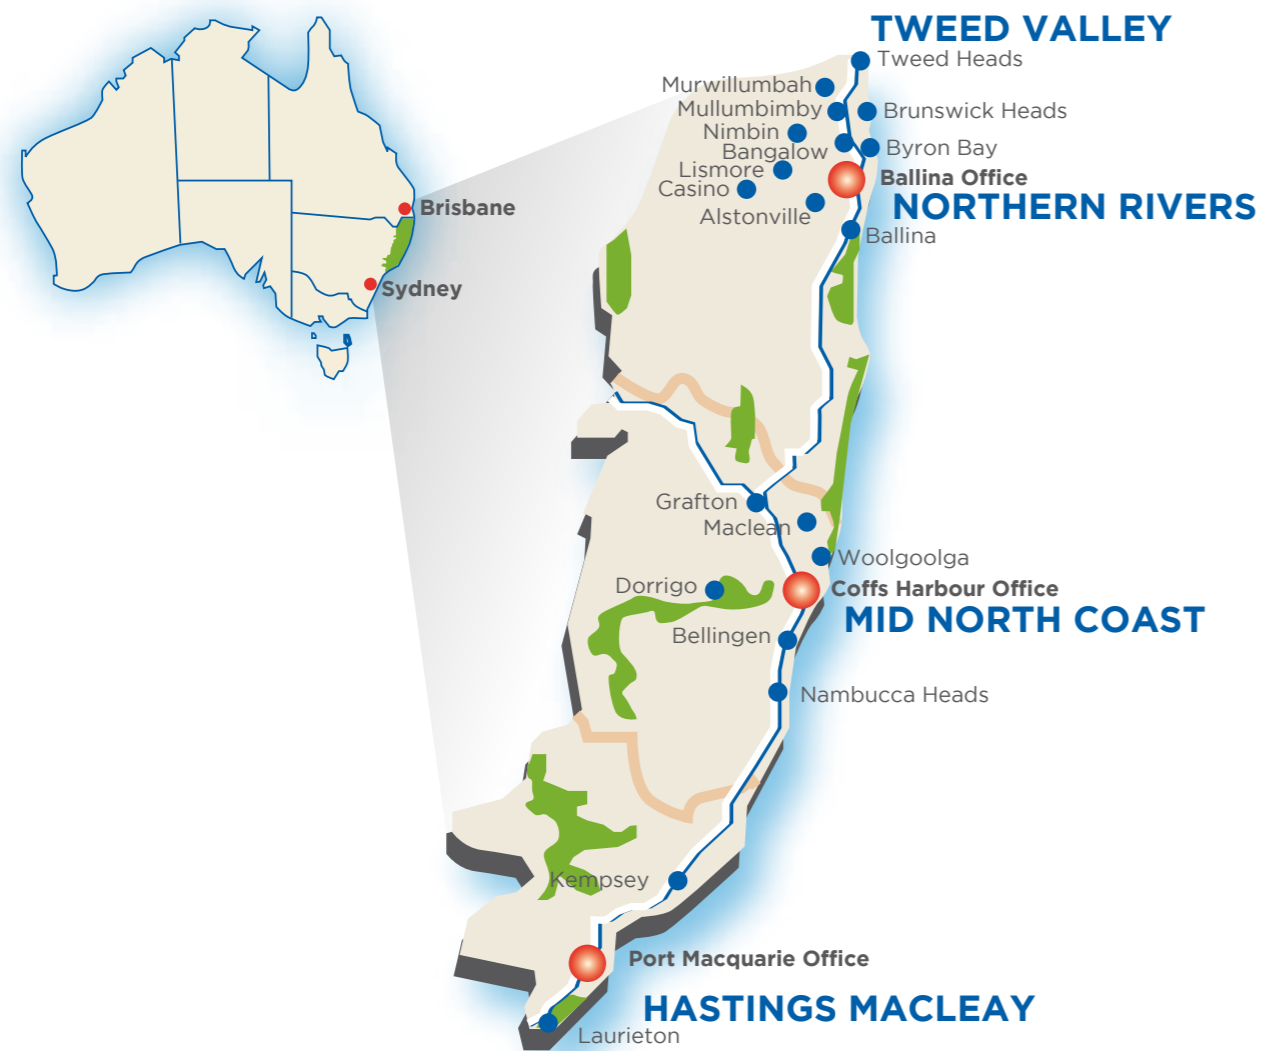 TWEED VALLEY
Tweed Heads
Murwillumbah
Mullumbimby
Brunswick Heads
Nimbin
Bangalow
Byron Bay
Lismore
Ballina Office
Casino
NORTHERN RIVERS
Alstonville
Ballina
Brisbane
Sydney
Grafton
Maclean
Woolgoolga
Dorrigo
Coffs Harbour Office
MID NORTH COAST
Bellingen
Nambucca Heads
Kempsey
Port Macquarie Office
HASTINGS MACLEAY
Laurieton